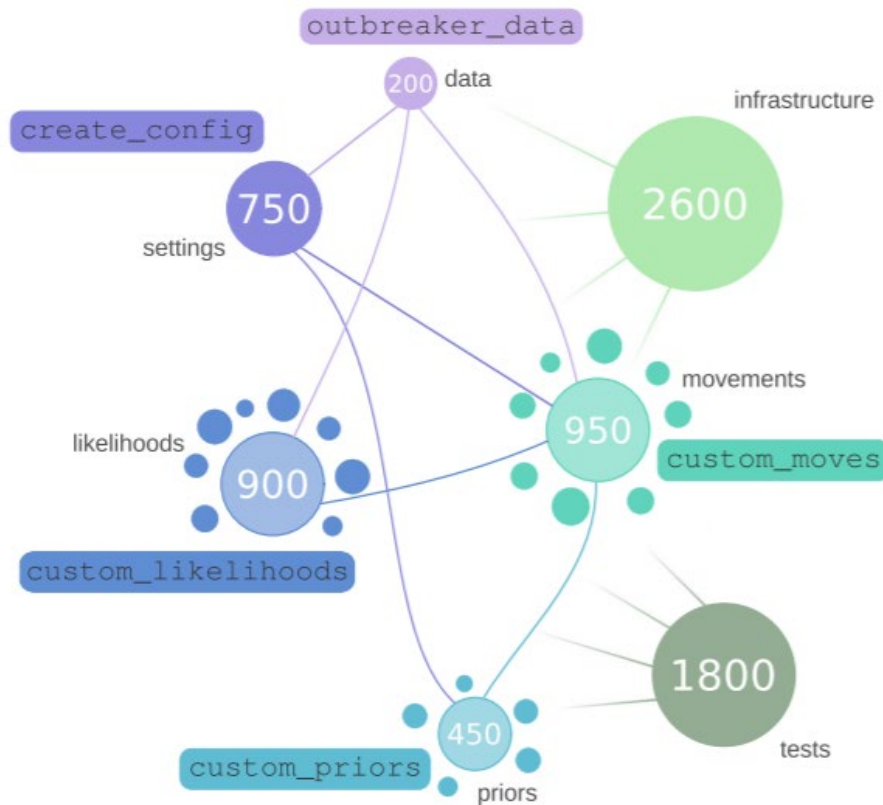 outbreaker_data
200
data
infrastructure
create_config
750
2600
settings
movements
likelihoods
950
custom_moves
900
custom_likelihoods
1800
450
custom_priors
tests
priors